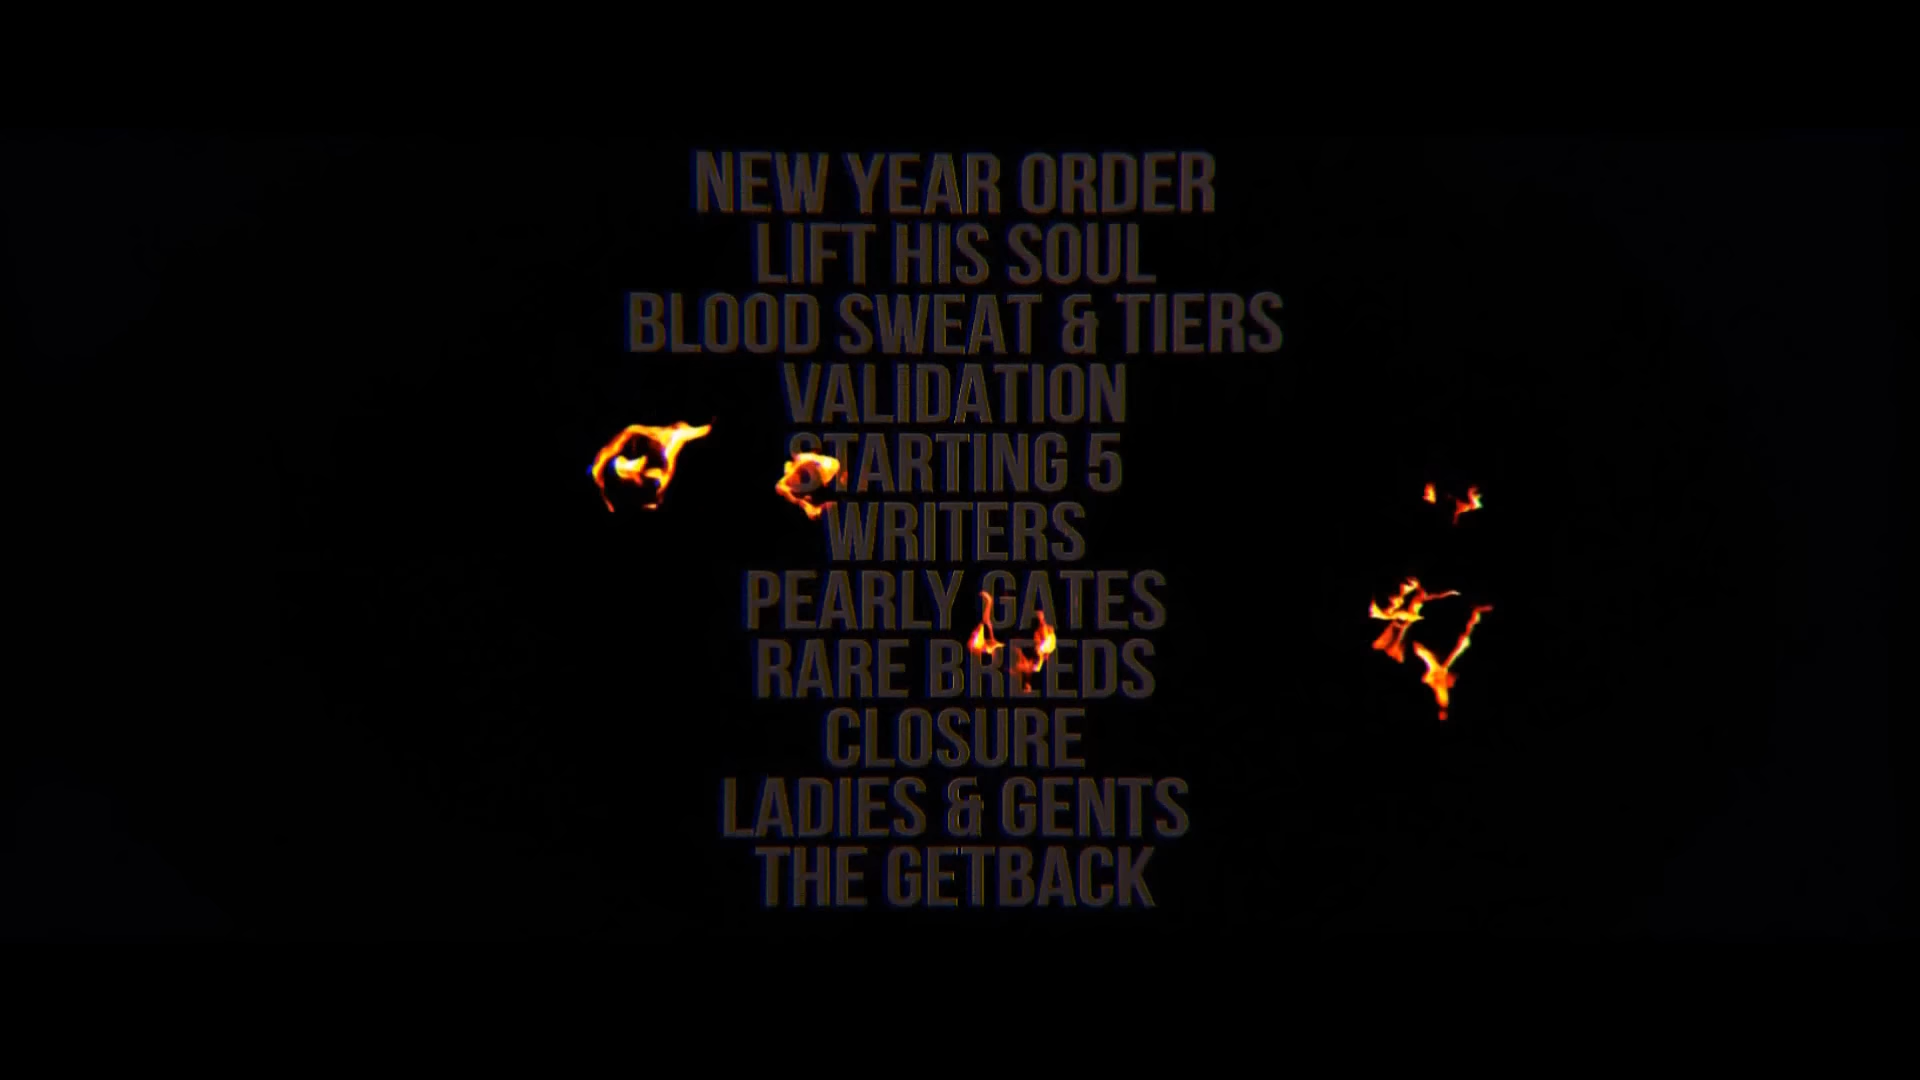 NEW YEAR ORDER
LIFT HIS SOUL
BLOOD SWEAT & TIERS
VALIDATION
STARTING 5
WRITERS
PEARLY GATES
RARE BREEDS
CLOSURE
LADIES & GENTS
THE GETBACK